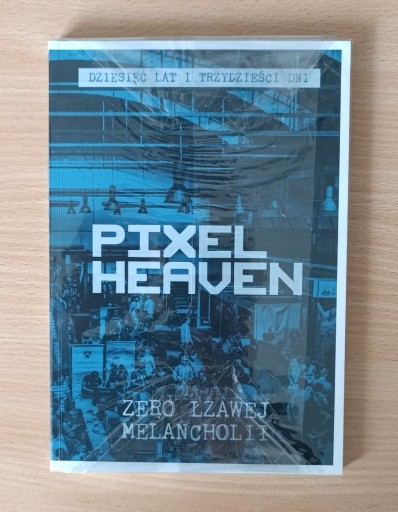 DZIESIĘĆ LAT I TRZYDZIEŚCI DNI
PIXEL
HEAVEN
ZERO ŁZAWEJ
MELANCHOLII